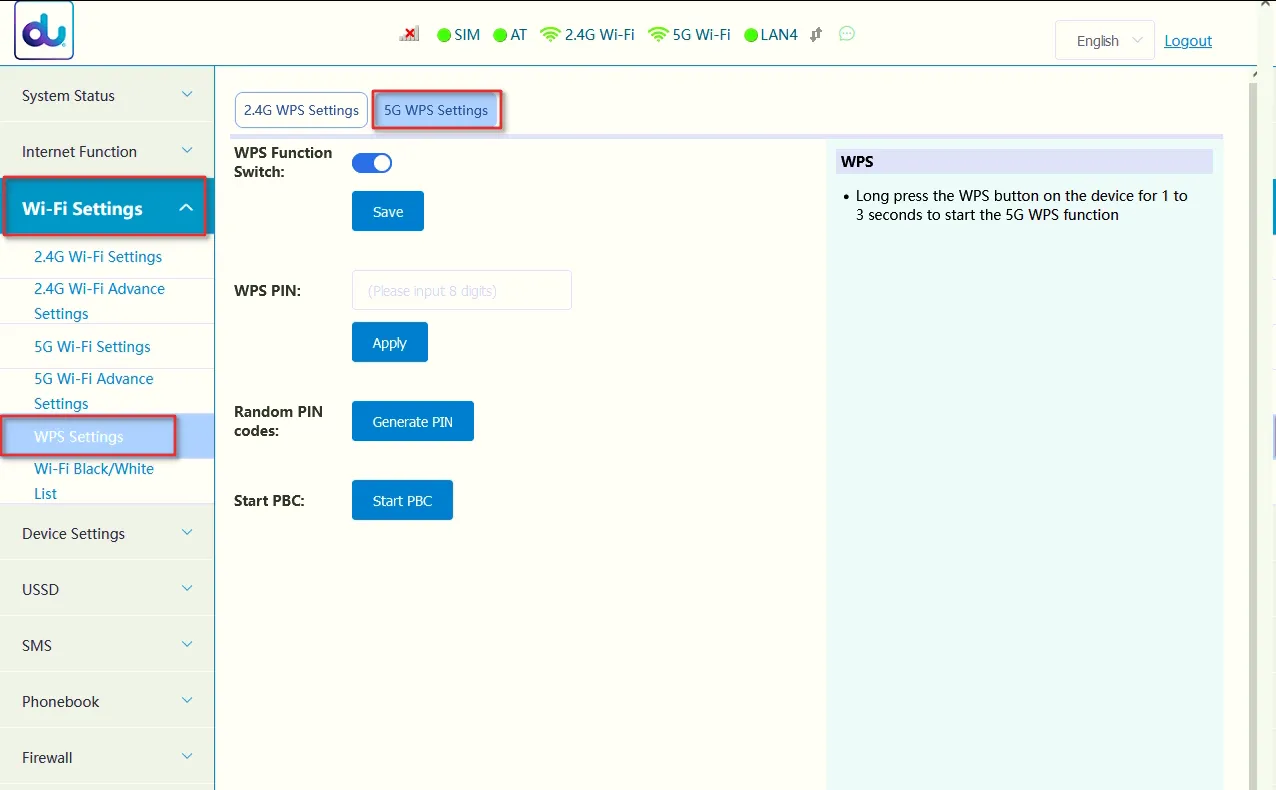 du
SIM AT 2.4G Wi-Fi 5G Wi-Fi LAN4
English
Logout
System Status
Internet Function
Wi-Fi Settings
2.4G Wi-Fi Settings
2.4G Wi-Fi Advance
Settings
5G Wi-Fi Settings
5G Wi-Fi Advance
Settings
WPS Settings
Wi-Fi Black/White
List
Device Settings
USSD
SMS
Phonebook
Firewall
2.4G WPS Settings
5G WPS Settings
WPS Function
Switch:
Save
WPS PIN:
(Please input 8 digits)
Apply
Random PIN
codes:
Generate PIN
Start PBC:
Start PBC
WPS
• Long press the WPS button on the device for 1 to
3 seconds to start the 5G WPS function